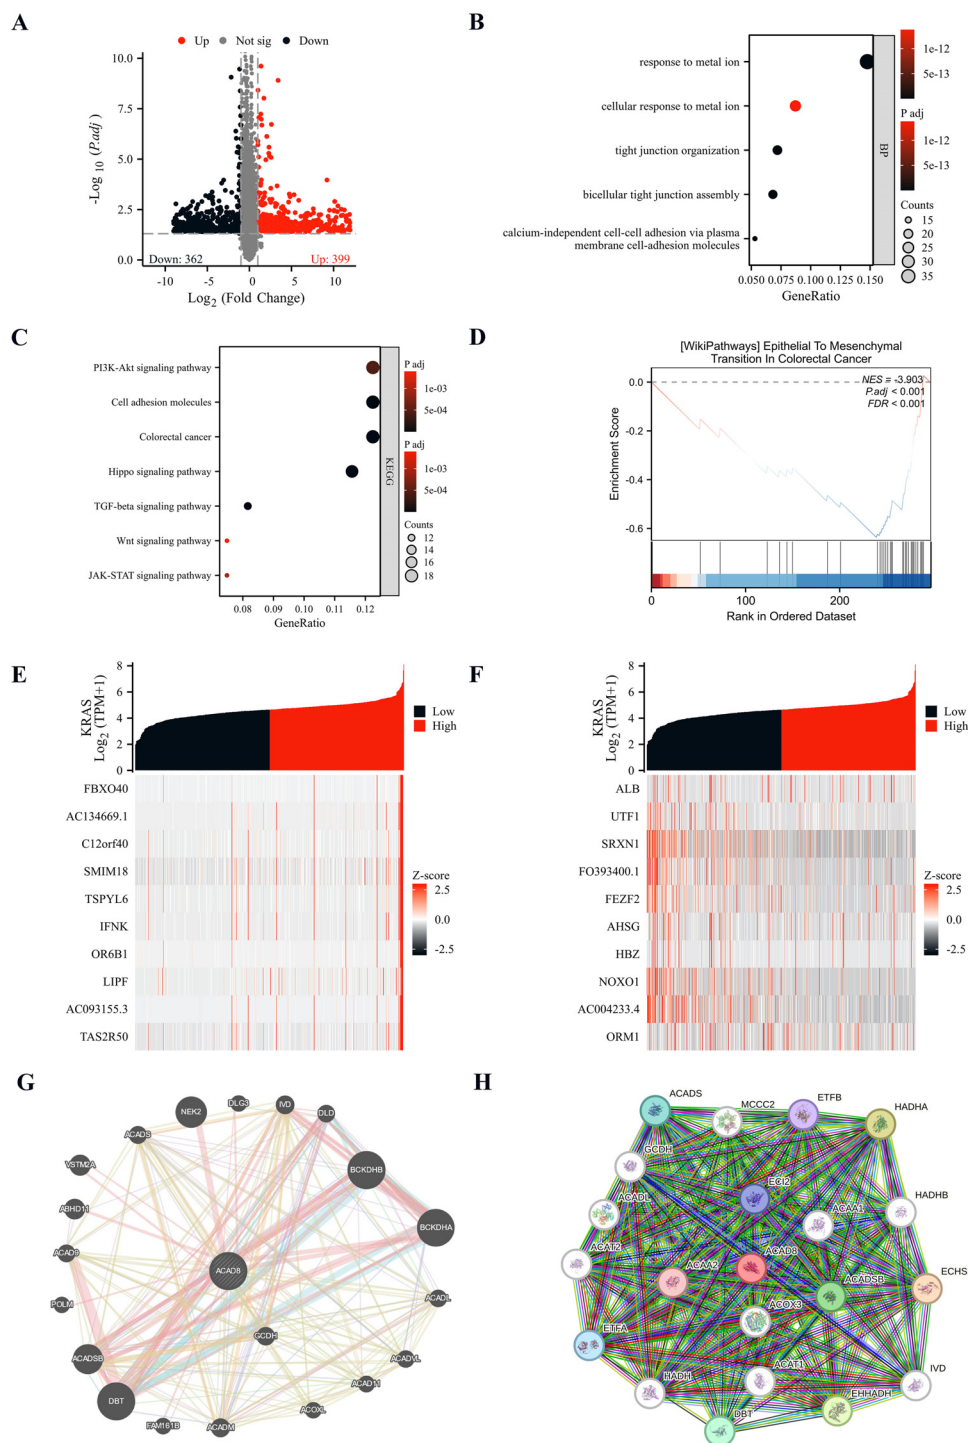 A
Up Not sig Down
10.0
7.5
5.0
2.5
0.0
-Log 10 (P.adj)
Down: 362
Up: 399
-10 -5 0 5 10
Log2 (Fold Change)
B
response to metal ion
cellular response to metal ion
tight junction organization
bicellular tight junction assembly
calcium-independent cell-cell adhesion via plasma
membrane cell-adhesion molecules
0.050 0.075 0.100 0.125 0.150
GeneRatio
BP
1e-12
5e-13
P adj
1e-12
5e-13
Counts
15
20
25
30
35
C
PI3K-Akt signaling pathway
Cell adhesion molecules
Colorectal cancer
Hippo signaling pathway
TGF-beta signaling pathway
Wnt signaling pathway
JAK-STAT signaling pathway
0.08 0.09 0.10 0.11 0.12
GeneRatio
KEGG
P adj
1e-03
5e-04
P adj
1e-03
5e-04
Counts
12
14
16
18
D
[WikiPathways] Epithelial To Mesenchymal
Transition In Colorectal Cancer
NES = -3.903
P.adj < 0.001
FDR < 0.001
0.0
-0.2
-0.4
-0.6
Enrichment Score
0 100 200
Rank in Ordered Dataset
E
8
6
4
2
0
KRAS
Log2 (TPM+1)
Low
High
FBXO40
AC134669.1
C12orf40
SMIM18
TSPYL6
IFNK
OR6B1
LIPF
AC093155.3
TAS2R50
Z-score
2.5
0.0
-2.5
F
8
6
4
2
0
KRAS
Log2 (TPM+1)
Low
High
ALB
UTF1
SRXN1
FO393400.1
FEZF2
AHSG
HBZ
NOXO1
AC004233.4
ORM1
Z-score
2.5
0.0
-2.5
G
NEK2
DLG3
IVD
DLD
ACADS
BCKDHB
VSTM2A
ABHD11
BCKDHA
ACAD9
ACAD8
POLM
ACADL
GCDH
ACADSB
ACADVL
ACAD11
DBT
ACOXL
FAM161B
ACADM
H
ACADS
MCCC2
ETFB
HADHA
GCDH
ECI2
ACADL
HADHB
ACAA1
ACAT2
ACAD8
ACAA2
ACADSB
ECHS
ACOX3
ETFA
ACAT1
HADH
IVD
EHHADH
DBT